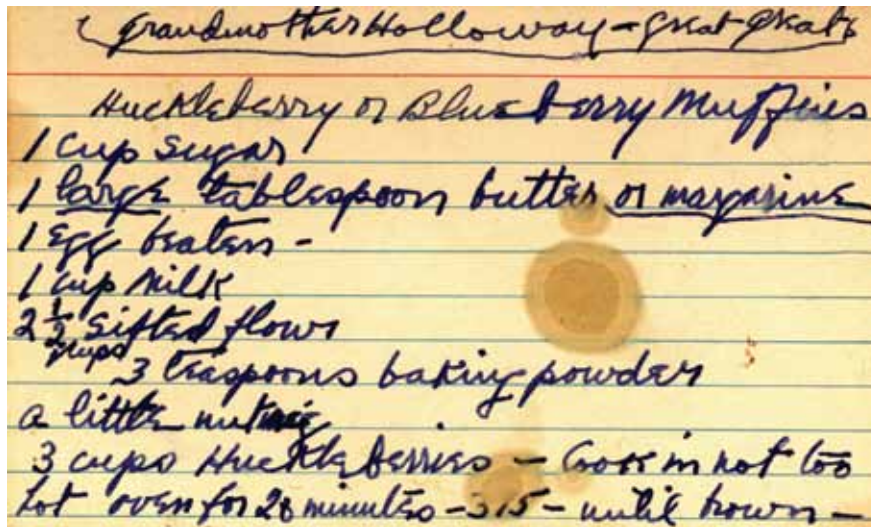 Grandmother Holloway - great great
Huckleberry or Blueberry Muffins
1 cup sugar
1 large tablespoon butter or margarine
1 egg beaten -
1 cup milk
2 1/2 sifted flour
cups
3 teaspoons baking powder
a little nutmeg
3 cups Huckleberries - Cook in not too
hot oven for 20 minutes - 375 - until brown -